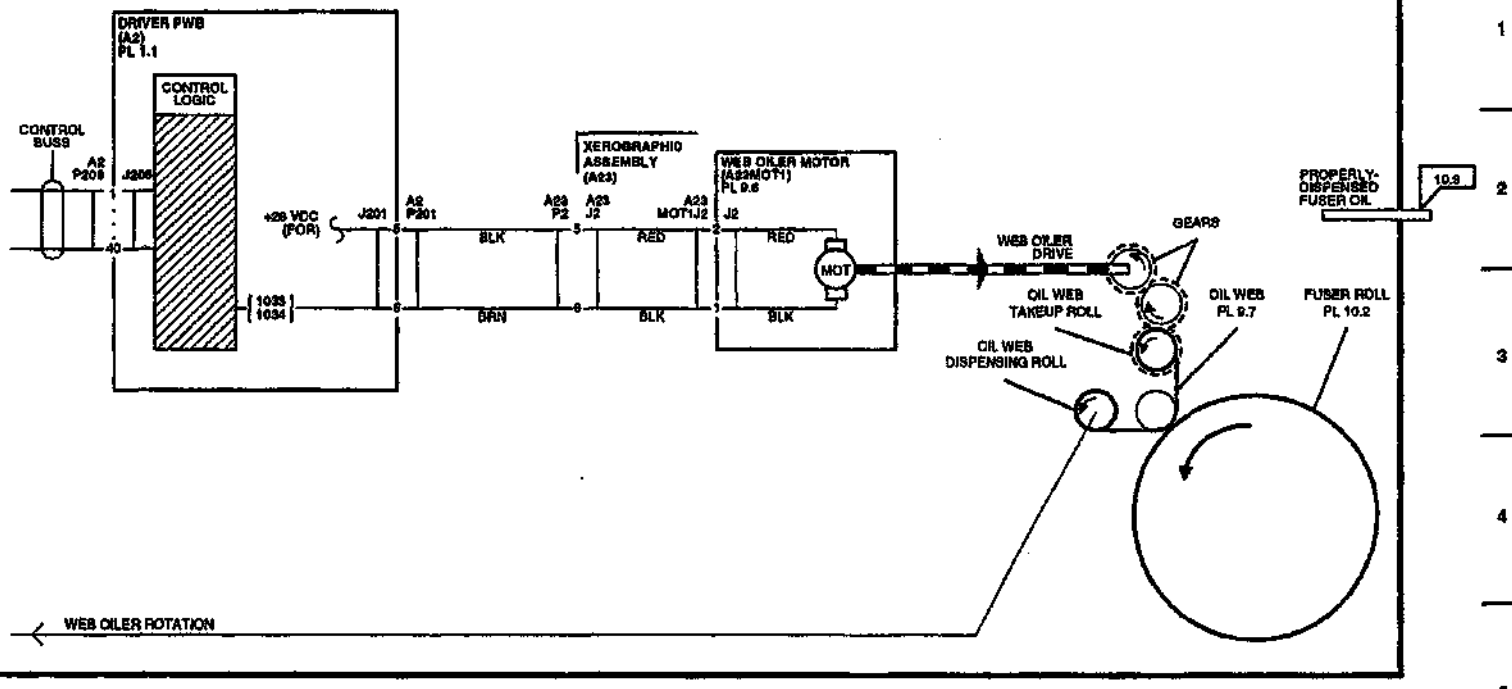 DRIVER PWB
(A2)
PL 1.1
CONTROL
LOGIC
CONTROL
BUSS
A2
P209
J206
1
40
+28 VDC
(FOR)
J201
A2
P201
5
6
[1033
1034]
BLK
BRN
XEROGRAPHIC
ASSEMBLY
(A23)
A23
P2
A23
J2
5
6
RED
BLK
A23
MOT1J2
J2
2
1
WEB OILER MOTOR
(A23MOT1)
PL 9.6
RED
BLK
MOT
WEB OILER
DRIVE
GEARS
OIL WEB
TAKEUP ROLL
OIL WEB
PL 9.7
FUSER ROLL
PL 10.2
OIL WEB
DISPENSING ROLL
PROPERLY-
DISPENSED
FUSER OIL
10.3
WEB OILER ROTATION
1
2
3
4